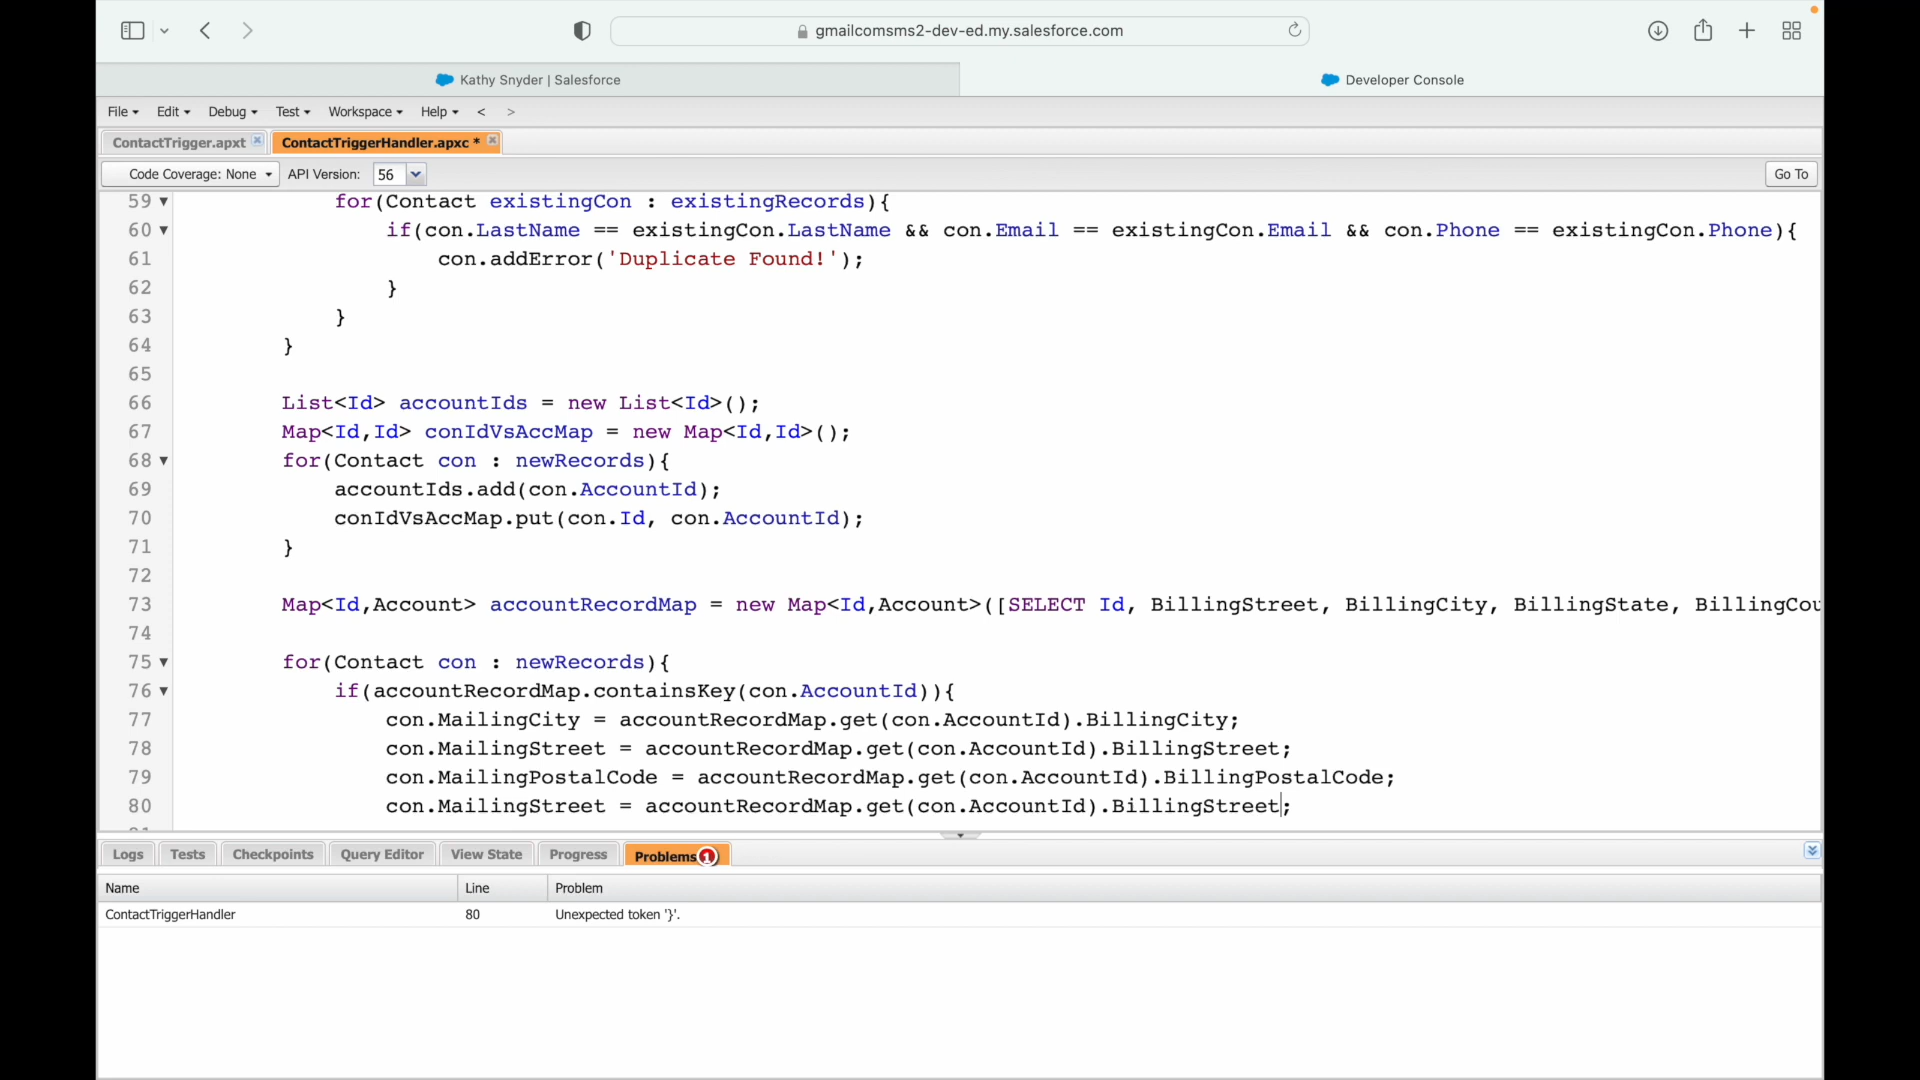 gmailcomsms2-dev-ed.my.salesforce.com
Kathy Snyder | Salesforce
Developer Console
File Edit Debug Test Workspace Help < >
ContactTrigger.apxt
ContactTriggerHandler.apxc *
Code Coverage: None API Version: 56 Go To
59 for(Contact existingCon : existingRecords){
60 if(con.LastName == existingCon.LastName && con.Email == existingCon.Email && con.Phone == existingCon.Phone){
61 con.addError('Duplicate Found!');
62 }
63 }
64 }
65
66 List<Id> accountIds = new List<Id>();
67 Map<Id,Id> conIdVsAccMap = new Map<Id,Id>();
68 for(Contact con : newRecords){
69 accountIds.add(con.AccountId);
70 conIdVsAccMap.put(con.Id, con.AccountId);
71 }
72
73 Map<Id,Account> accountRecordMap = new Map<Id,Account>([SELECT Id, BillingStreet, BillingCity, BillingState, BillingCou
74
75 for(Contact con : newRecords){
76 if(accountRecordMap.containsKey(con.AccountId)){
77 con.MailingCity = accountRecordMap.get(con.AccountId).BillingCity;
78 con.MailingStreet = accountRecordMap.get(con.AccountId).BillingStreet;
79 con.MailingPostalCode = accountRecordMap.get(con.AccountId).BillingPostalCode;
80 con.MailingStreet = accountRecordMap.get(con.AccountId).BillingStreet;
Logs Tests Checkpoints Query Editor View State Progress Problems 1
Name Line Problem
ContactTriggerHandler 80 Unexpected token '}'.